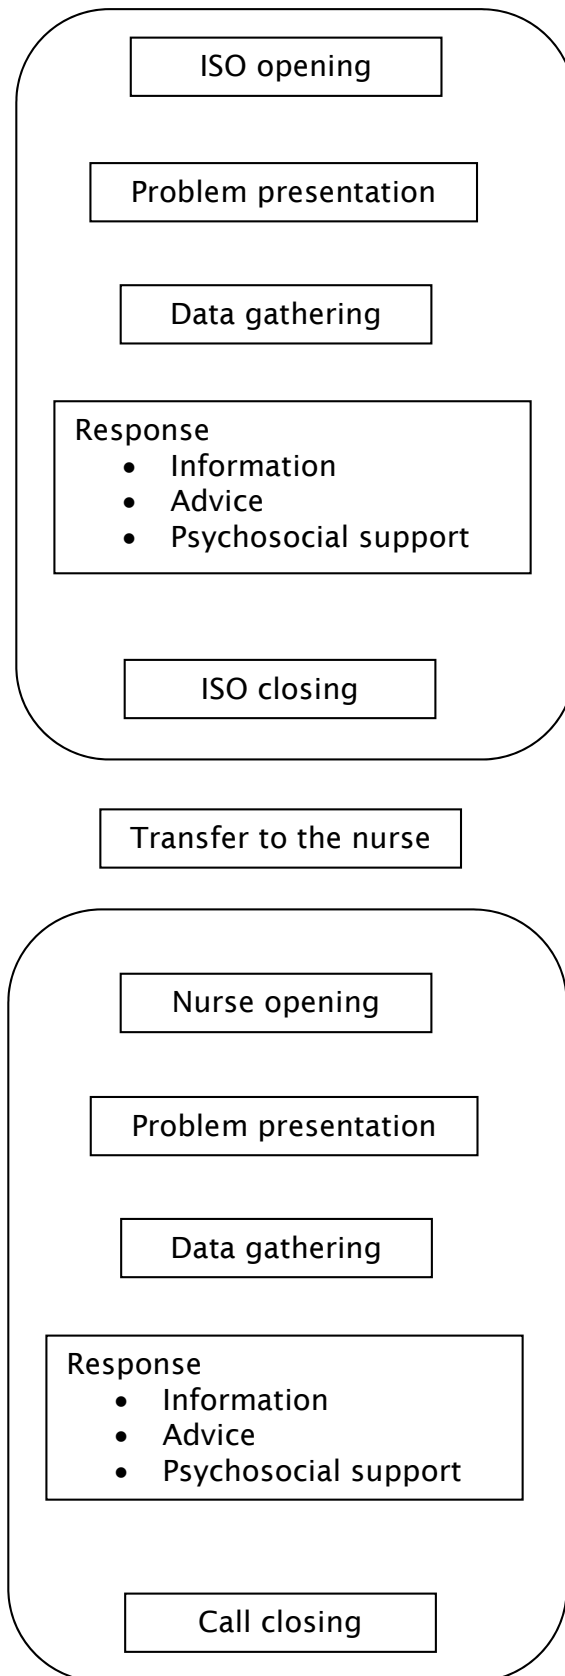 ISO opening
Problem presentation
Data gathering
Response
• Information
• Advice
• Psychosocial support
ISO closing
Transfer to the nurse
Nurse opening
Problem presentation
Data gathering
Response
• Information
• Advice
• Psychosocial support
Call closing